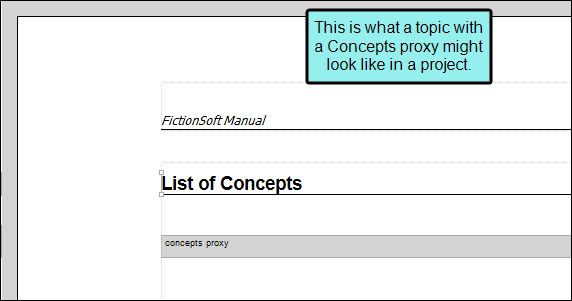 This is what a topic with
a Concepts proxy might
look like in a project.
FictionSoft Manual
List of Concepts
concepts proxy